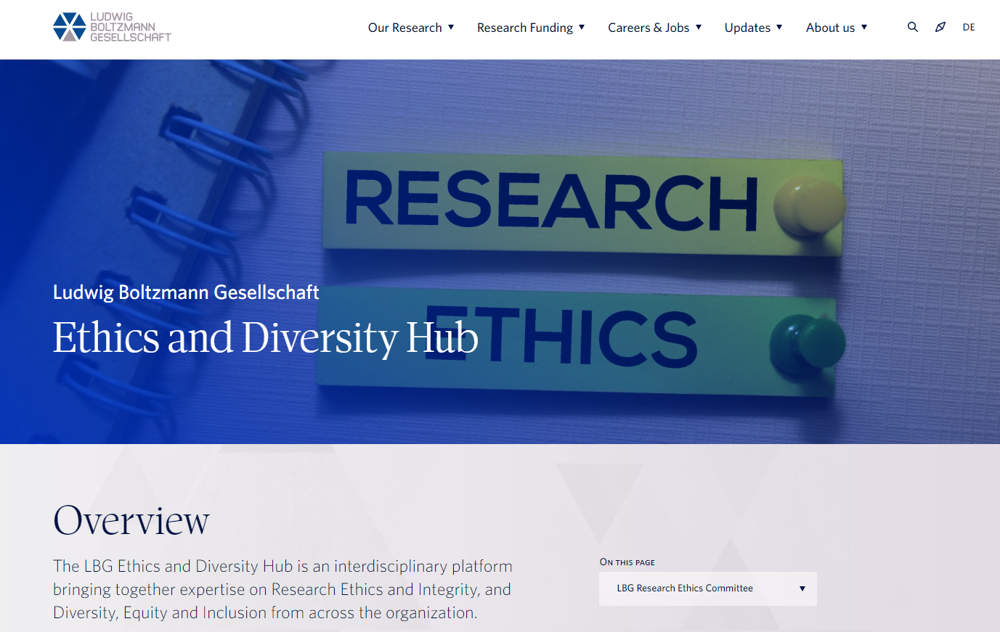 LUDWIG
BOLTZMANN
GESELLSCHAFT
Our Research
Research Funding
Careers & Jobs
Updates
About us
DE
RESEARCH
ETHICS
Ludwig Boltzmann Gesellschaft
Ethics and Diversity Hub
Overview
The LBG Ethics and Diversity Hub is an interdisciplinary platform
bringing together expertise on Research Ethics and Integrity, and
Diversity, Equity and Inclusion from across the organization.
On this page
LBG Research Ethics Committee